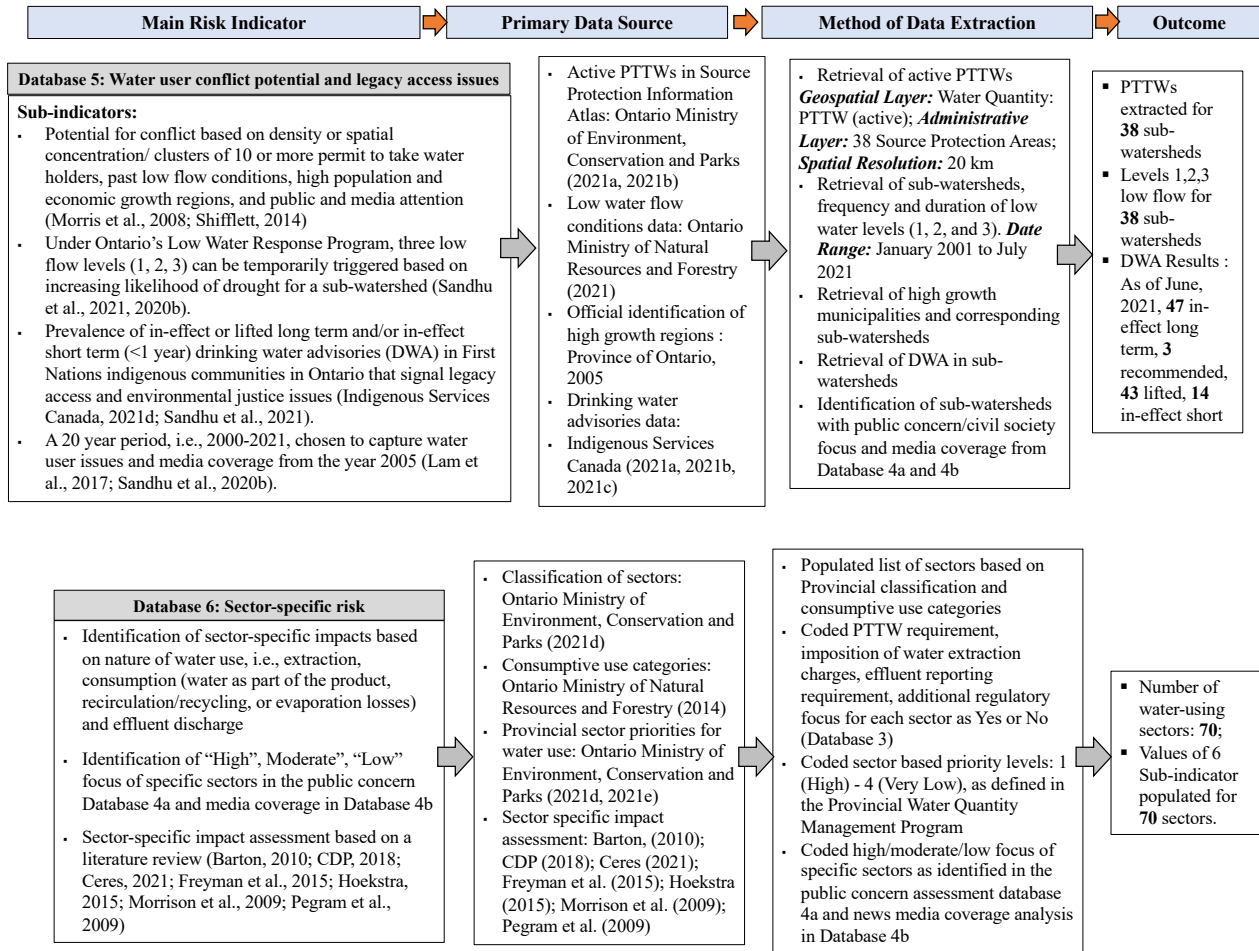 Main Risk Indicator
Primary Data Source
Method of Data Extraction
Outcome
Database 5: Water user conflict potential and legacy access issues
Sub-indicators:
▪ Potential for conflict based on density or spatial
concentration/ clusters of 10 or more permit to take water
holders, past low flow conditions, high population and
economic growth regions, and public and media attention
(Morris et al., 2008; Shifflett, 2014)
▪ Under Ontario's Low Water Response Program, three low
flow levels (1, 2, 3) can be temporarily triggered based on
increasing likelihood of drought for a sub-watershed (Sandhu
et al., 2021, 2020b).
▪ Prevalence of in-effect or lifted long term and/or in-effect
short term (<1 year) drinking water advisories (DWA) in First
Nations indigenous communities in Ontario that signal legacy
access and environmental justice issues (Indigenous Services
Canada, 2021d; Sandhu et al., 2021).
▪ A 20 year period, i.e., 2000-2021, chosen to capture water
user issues and media coverage from the year 2005 (Lam et
al., 2017; Sandhu et al., 2020b).
▪ Active PTTWs in Source
Protection Information
Atlas: Ontario Ministry
of Environment,
Conservation and Parks
(2021a, 2021b)
▪ Low water flow
conditions data: Ontario
Ministry of Natural
Resources and Forestry
(2021)
▪ Official identification of
high growth regions :
Province of Ontario,
2005
▪ Drinking water
advisories data:
▪ Indigenous Services
Canada (2021a, 2021b,
2021c)
▪ Retrieval of active PTTWs
Geospatial Layer: Water Quantity:
PTTW (active); Administrative
Layer: 38 Source Protection Areas;
Spatial Resolution: 20 km
▪ Retrieval of sub-watersheds,
frequency and duration of low
water levels (1, 2, and 3). Date
Range: January 2001 to July
2021
▪ Retrieval of high growth
municipalities and corresponding
sub-watersheds
▪ Retrieval of DWA in sub-
watersheds
▪ Identification of sub-watersheds
with public concern/civil society
focus and media coverage from
Database 4a and 4b
▪ PTTWs
extracted for
38 sub-
watersheds
▪ Levels 1,2,3
low flow for
38 sub-
watersheds
▪ DWA Results :
As of June,
2021, 47 in-
effect long
term, 3
recommended,
43 lifted, 14
in-effect short
Database 6: Sector-specific risk
▪ Identification of sector-specific impacts based
on nature of water use, i.e., extraction,
consumption (water as part of the product,
recirculation/recycling, or evaporation losses)
and effluent discharge
▪ Identification of "High", Moderate", "Low"
focus of specific sectors in the public concern
Database 4a and media coverage in Database 4b
▪ Sector-specific impact assessment based on a
literature review (Barton, 2010; CDP, 2018;
Ceres, 2021; Freyman et al., 2015; Hoekstra,
2015; Morrison et al., 2009; Pegram et al.,
2009)
▪ Classification of sectors:
Ontario Ministry of
Environment, Conservation and
Parks (2021d)
▪ Consumptive use categories:
Ontario Ministry of Natural
Resources and Forestry (2014)
▪ Provincial sector priorities for
water use: Ontario Ministry of
Environment, Conservation and
Parks (2021d, 2021e)
▪ Sector specific impact
assessment: Barton, (2010);
CDP (2018); Ceres (2021);
Freyman et al. (2015); Hoekstra
(2015); Morrison et al. (2009);
Pegram et al. (2009)
▪ Populated list of sectors based on
Provincial classification and
consumptive use categories
▪ Coded PTTW requirement,
imposition of water extraction
charges, effluent reporting
requirement, additional regulatory
focus for each sector as Yes or No
(Database 3)
▪ Coded sector based priority levels: 1
(High) - 4 (Very Low), as defined in
the Provincial Water Quantity
Management Program
▪ Coded high/moderate/low focus of
specific sectors as identified in the
public concern assessment database
4a and news media coverage analysis
in Database 4b
▪ Number of
water-using
sectors: 70;
▪ Values of 6
Sub-indicator
populated for
70 sectors.